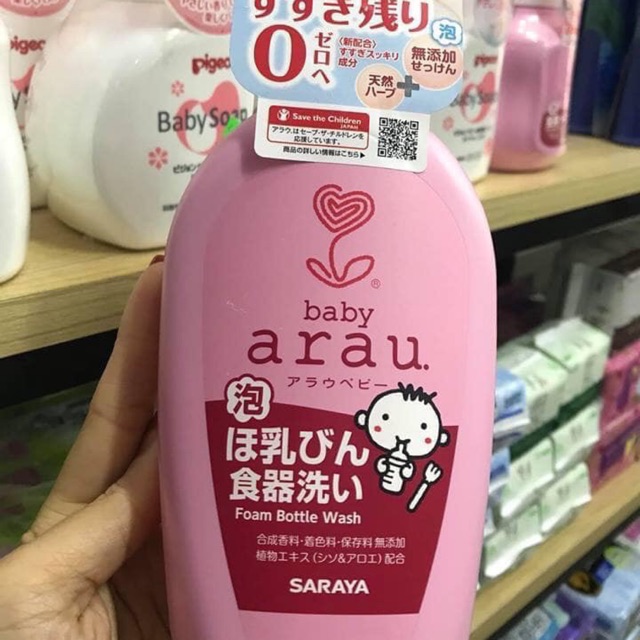 すすぎ残り
0ゼロへ
〈新配合〉
すすぎスッキリ
成分
泡
無添加
せっけん
天然
ハーブ
+
Save the Children
JAPAN
アラウ.はセーブ・ザ・チルドレンを
応援しています。
商品の詳しい情報はこちら▶
baby
arau.
アラウベビー
泡
ほ乳びん
食器洗い
Foam Bottle Wash
合成香料・着色料・保存料 無添加
植物エキス(シソ&アロエ)配合
SARAYA
pigeon
Baby Soap
Baby